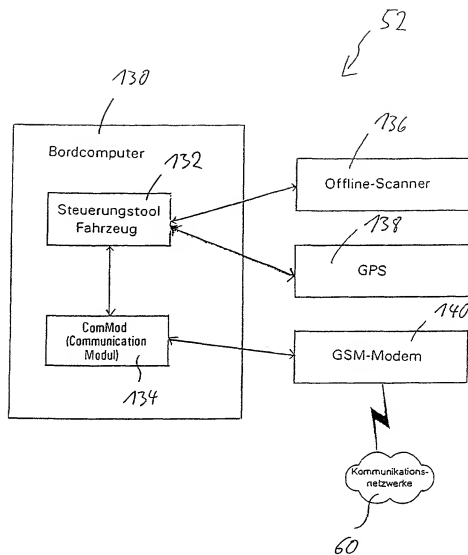 52
130
136
Bordcomputer
132
Offline-Scanner
Steuerungstool
Fahrzeug
138
GPS
140
ComMod
(Communication
Modul)
GSM-Modem
134
Kommunikations-
netzwerke
60